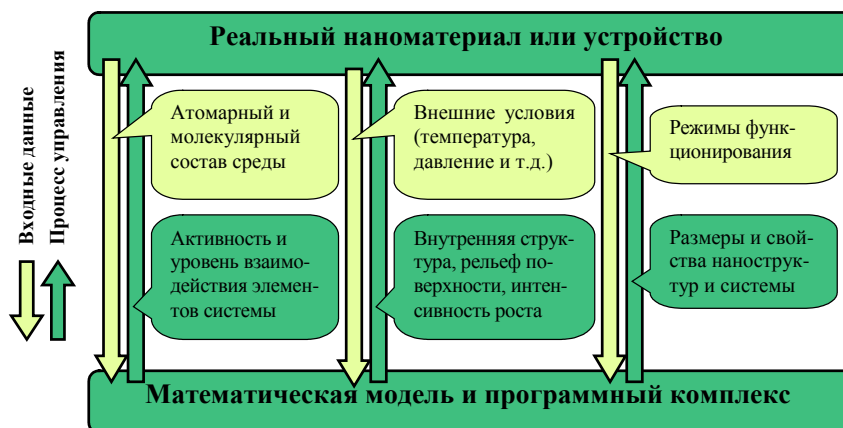 Реальный наноматериал или устройство
Входные данные
Процесс управления
Атомарный и
молекулярный
состав среды
Внешние условия
(температура,
давление и т.д.)
Режимы функ-
ционирования
Активность и
уровень взаимо-
действия элемен-
тов системы
Внутренняя струк-
тура, рельеф по-
верхности, интен-
сивность роста
Размеры и свой-
ства нанострук-
тур и системы
Математическая модель и программный комплекс